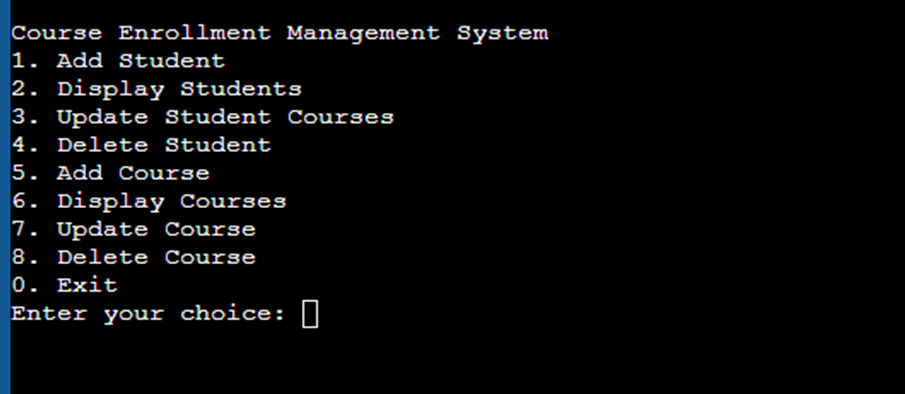 Course Enrollment Management System
1. Add Student
2. Display Students
3. Update Student Courses
4. Delete Student
5. Add Course
6. Display Courses
7. Update Course
8. Delete Course
0. Exit
Enter your choice: